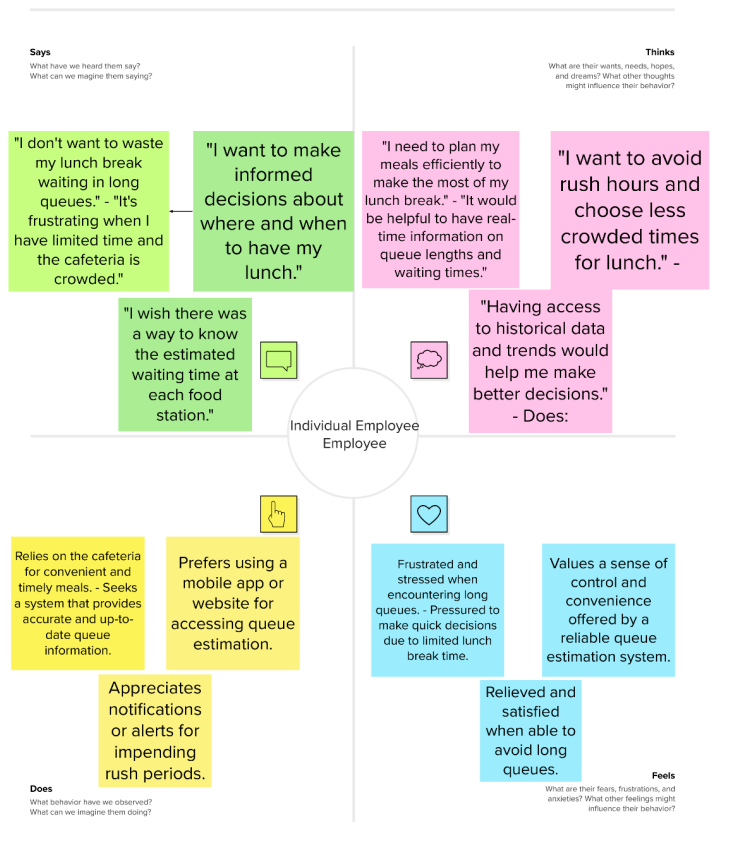 Says
What have we heard them say?
What can we magine them saying?
Thinks
What are their wants, needs, hopes,
and dreams? What other thoughts
might influence their behavior?
"I don't want to waste
my lunch break
waiting in long
queues." - "It's
frustrating when I
have limited time and
the cafeteria is
crowded."
"I want to make
informed
decisions about
where and when
to have my
lunch."
"I wish there was
a way to know
the estimated
waiting time at
each food
station."
"I need to plan my
meals efficiently to
make the most of my
lunch break." - "It would
be helpful to have real-
time information on
queue lengths and
waiting times."
"I want to avoid
rush hours and
choose less
crowded times
for lunch." -
"Having access
to historical data
and trends would
help me make
better decisions."
- Does:
Individual Employee
Employee
Relies on the cafeteria
for convenient and
timely meals. - Seeks
a system that provides
accurate and up-to-
date queue
information.
Prefers using a
mobile app or
website for
accessing queue
estimation.
Appreciates
notifications
or alerts for
impending
rush periods.
Frustrated and
stressed when
encountering long
queues. - Pressured to
make quick decisions
due to limited lunch
break time.
Values a sense of
control and
convenience
offered by a
reliable queue
estimation system.
Relieved and
satisfied
when able to
avoid long
queues.
Does
What behavior have we observed?
What can we imagine them doing?
Feels
What are their fears, frustrations, and
anxieties? What other feelings might
influence their behavior?